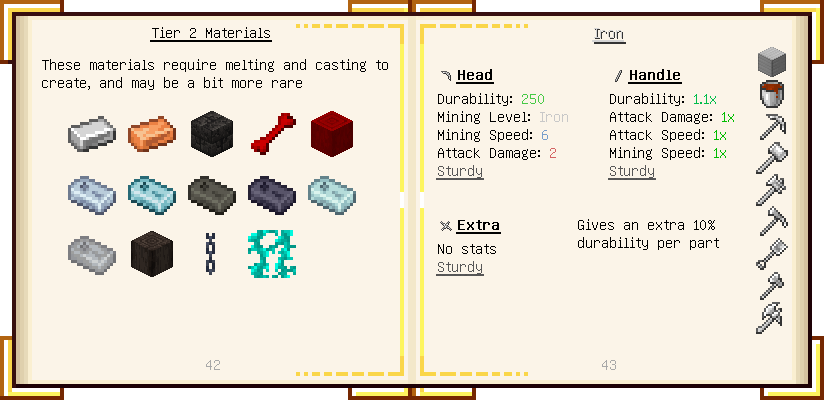 Tier 2 Materials
These materials require melting and casting to
create, and may be a bit more rare
42
Iron
Head
Durability: 250
Mining Level: Iron
Mining Speed: 6
Attack Damage: 2
Sturdy
Handle
Durability: 1.1x
Attack Damage: 1x
Attack Speed: 1x
Mining Speed: 1x
Sturdy
Extra
No stats
Sturdy
Gives an extra 10%
durability per part
43